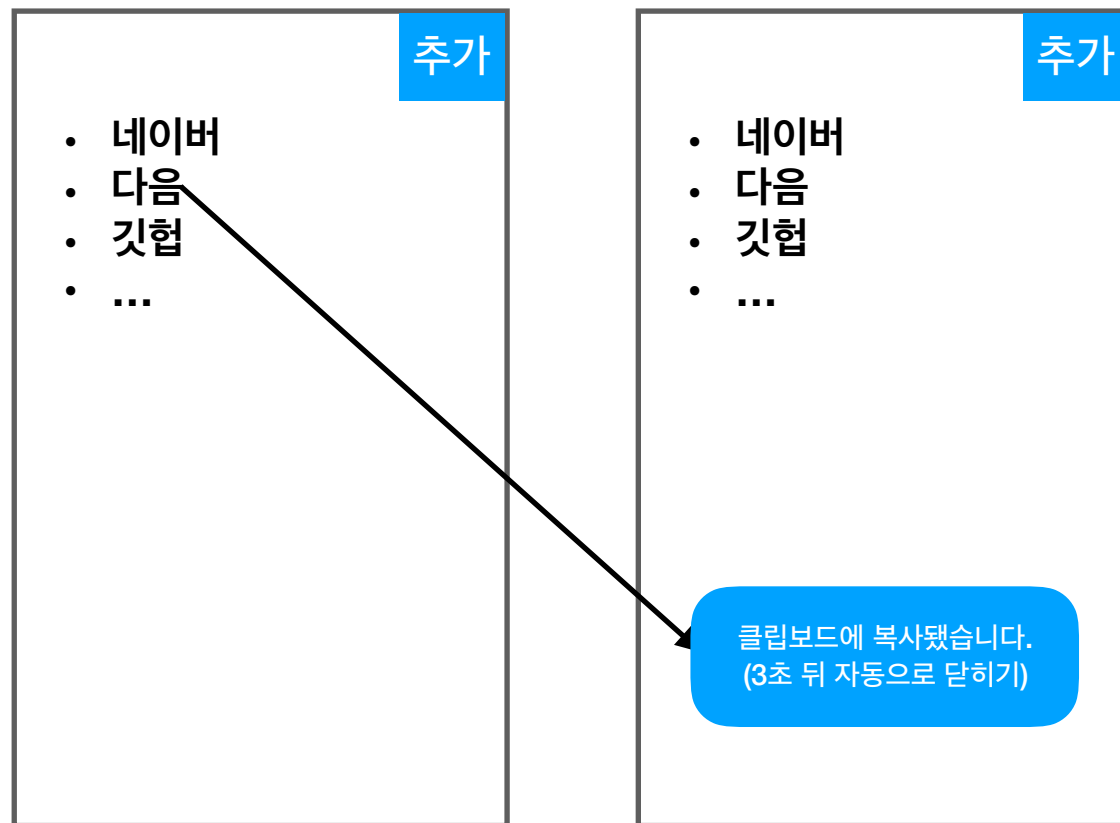 추가
• 네이버
• 다음
• 깃헙
• ...
추가
• 네이버
• 다음
• 깃헙
• ...
클립보드에 복사됐습니다.
(3초 뒤 자동으로 닫히기)